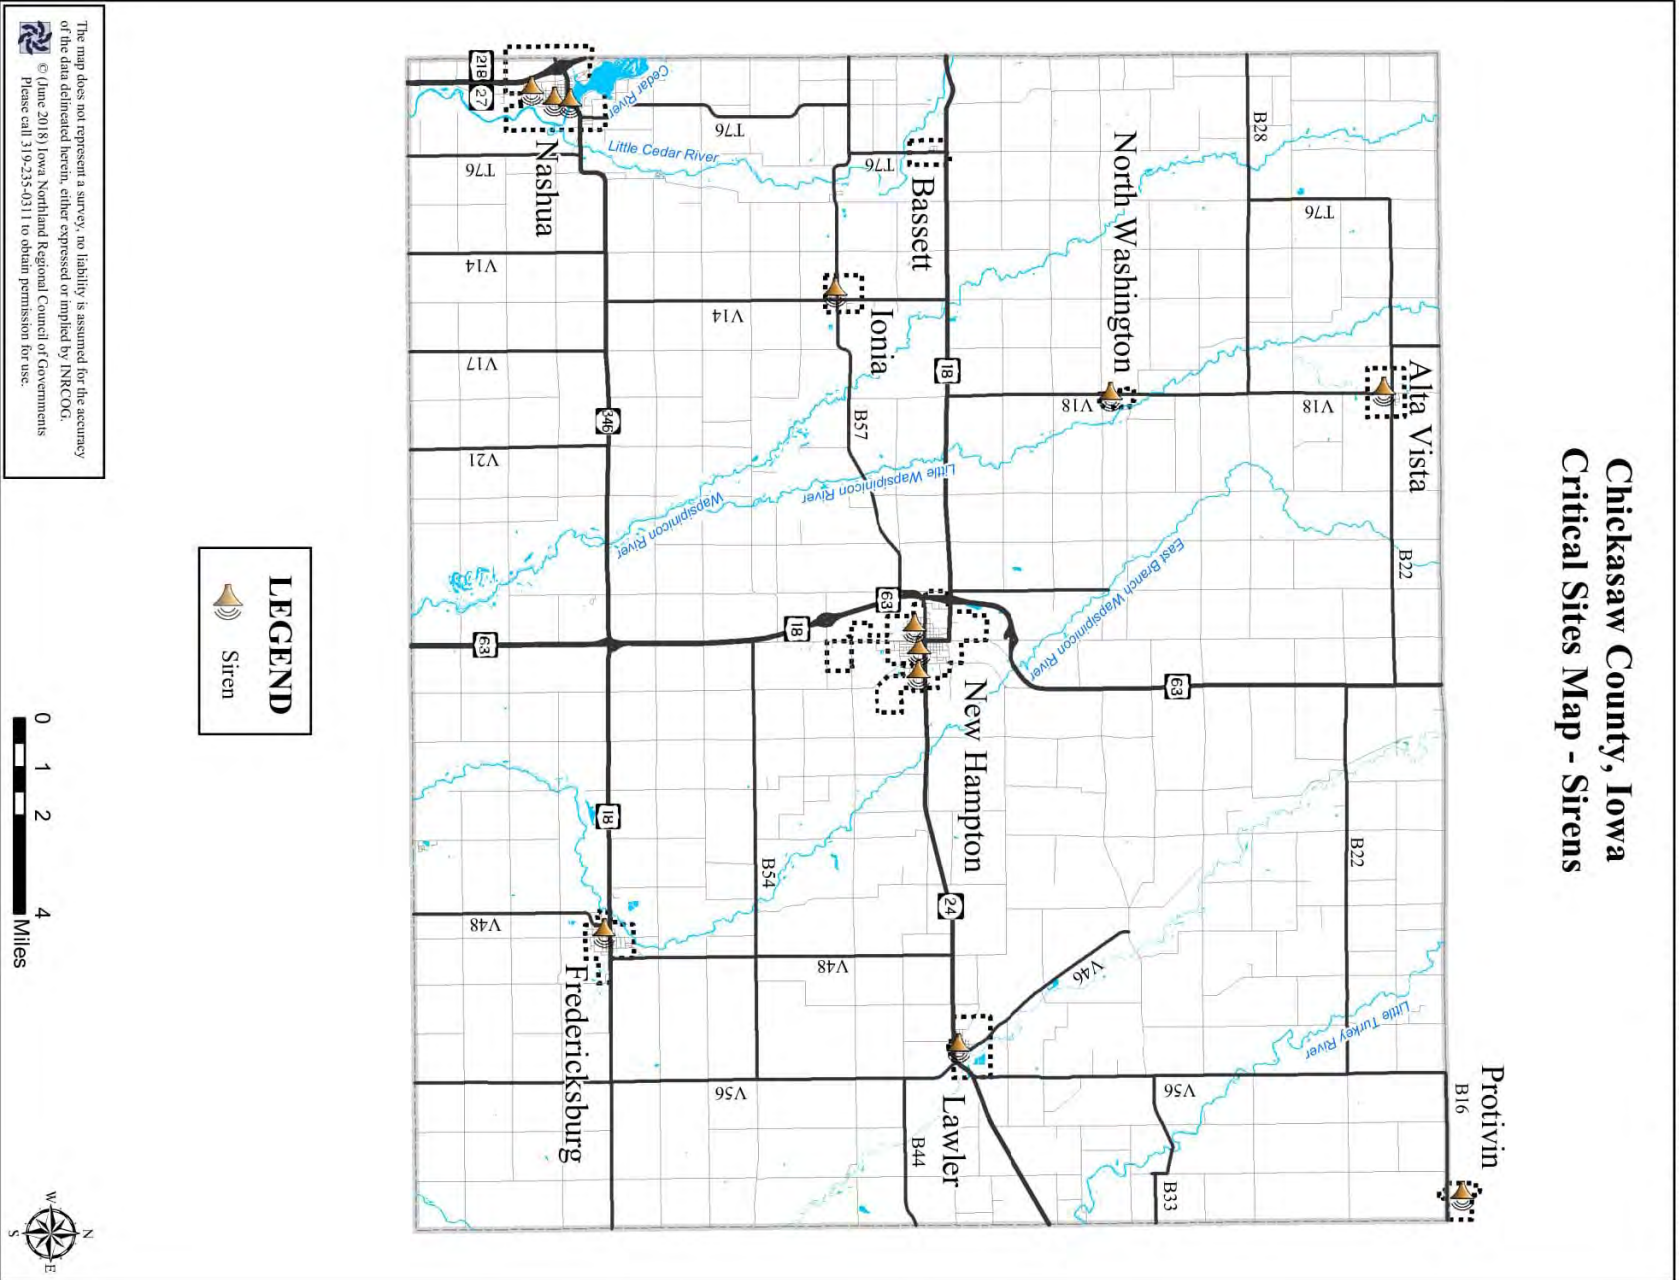 Chickasaw County, Iowa
Critical Sites Map - Sirens
Protivin
B16
Alta Vista
B22
B22
T76
V18
B28
North Washington
V18
63
Little Turkey River
V56
B33
V46
East Branch Wapsipinicon River
Bassett
T76
18
Ionia
B57
V14
Little Wapsipinicon River
Wapsipinicon River
63
18
New Hampton
24
Lawler
B44
V48
B54
V56
Cedar River
T76
Little Cedar River
218
27
Nashua
T76
V14
V17
346
V21
63
18
V48
Fredericksburg
LEGEND
Siren
0 1 2 4
Miles
N
W
E
S
The map does not represent a survey, no liability is assumed for the accuracy
of the data delineated herein, either expressed or implied by INRCOG.
© (June 2018) Iowa Northland Regional Council of Governments
Please call 319-235-0311 to obtain permission for use.